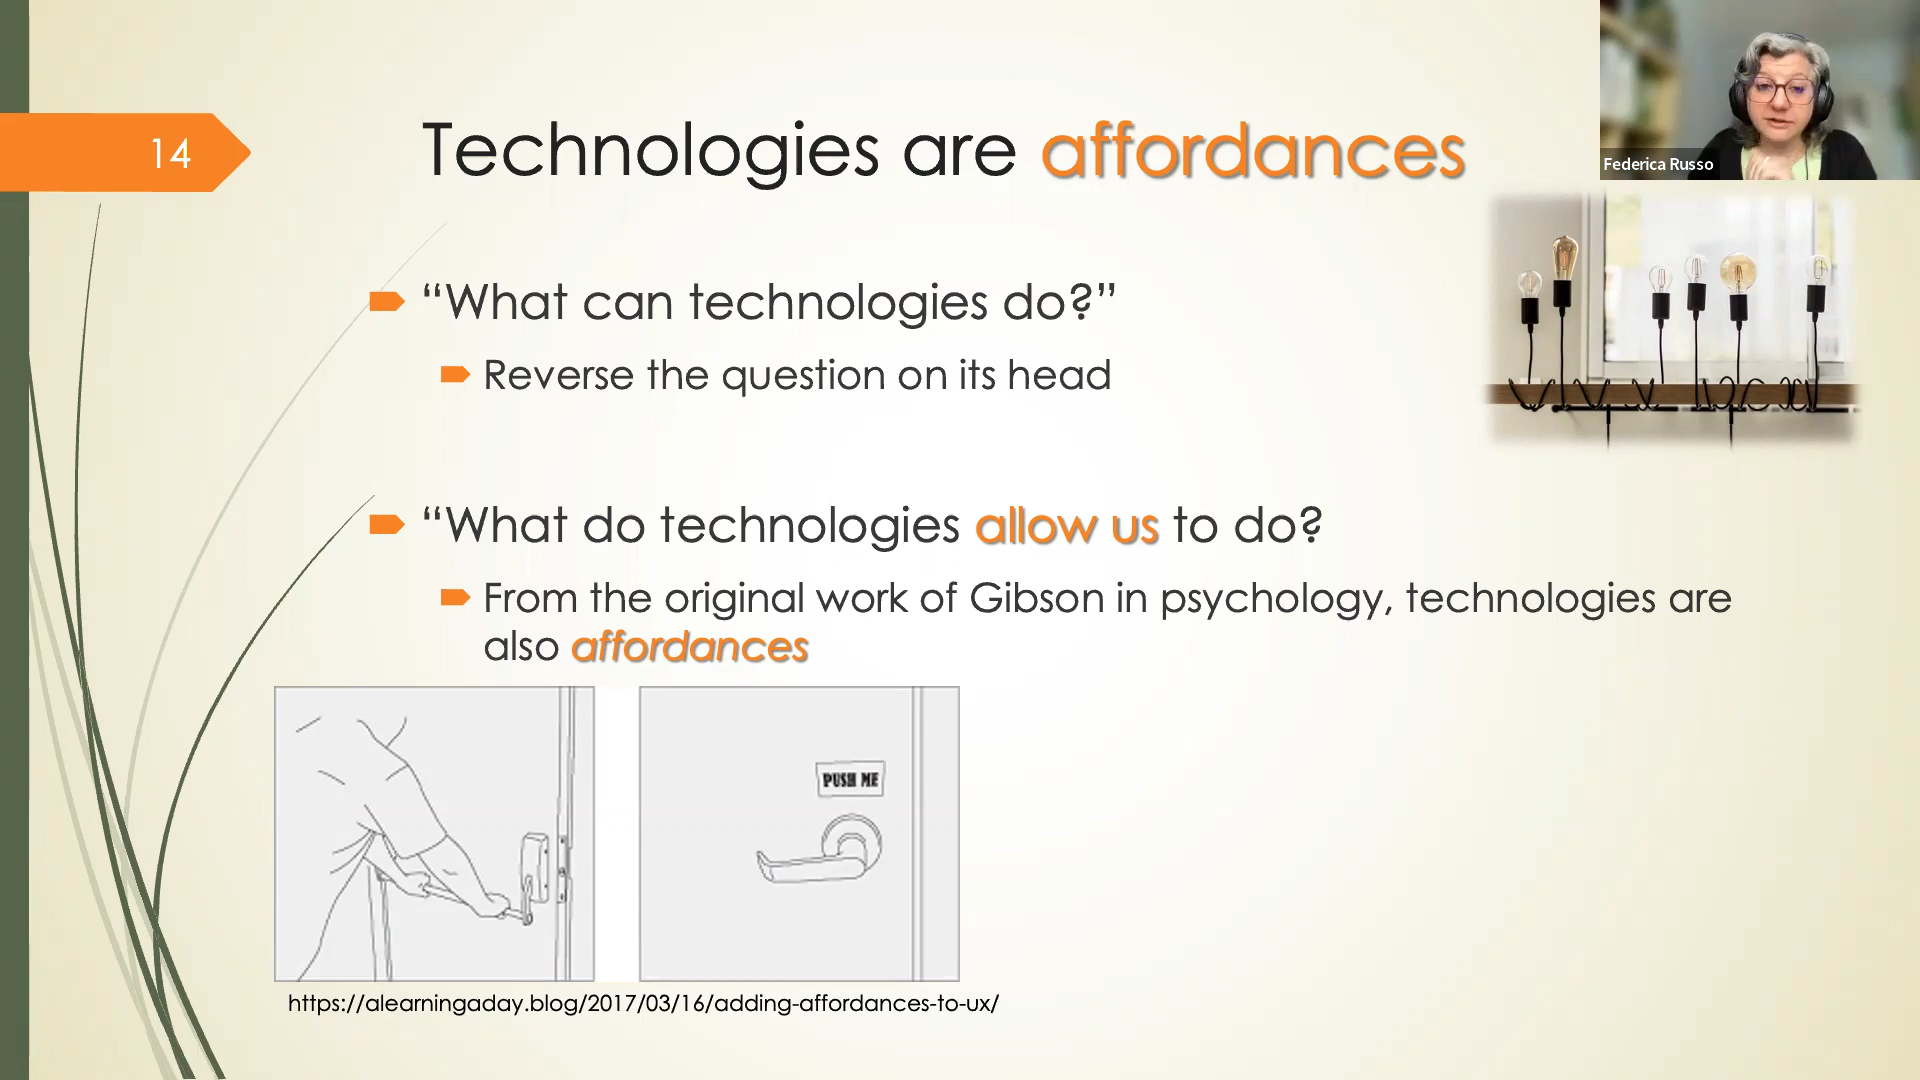 14
Technologies are affordances
Federica Russo
“What can technologies do?”
Reverse the question on its head
“What do technologies allow us to do?
From the original work of Gibson in psychology, technologies are
also affordances
PUSH ME
https://alearningaday.blog/2017/03/16/adding-affordances-to-ux/